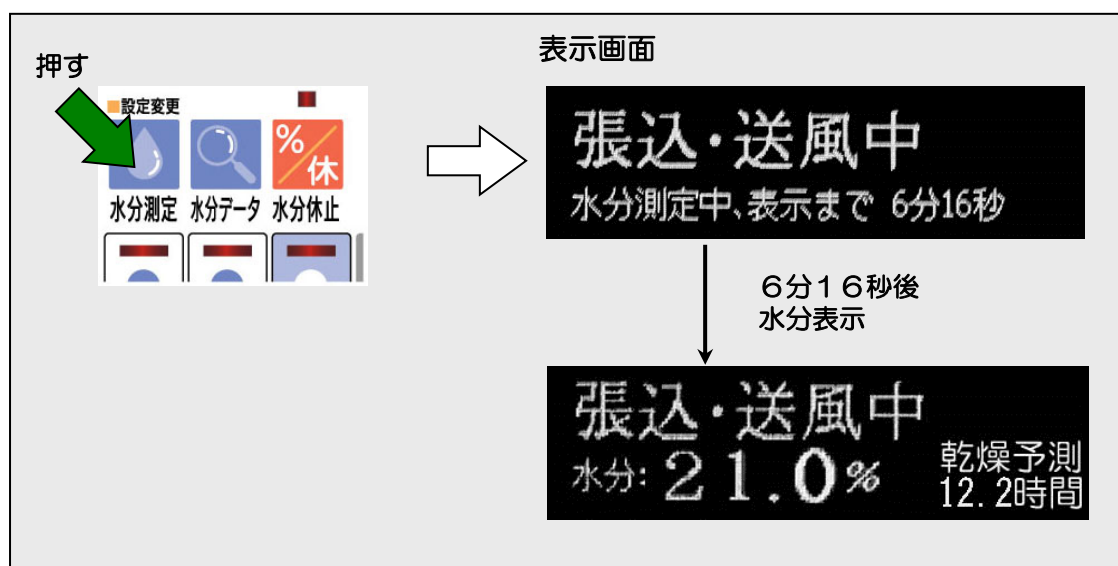 押す
■設定変更
%
休
水分測定 水分データ 水分休止
表示画面
張込・送風中
水分測定中、表示まで 6分16秒
6分16秒後
水分表示
張込・送風中
水分:21.0%
乾燥予測
12.2時間